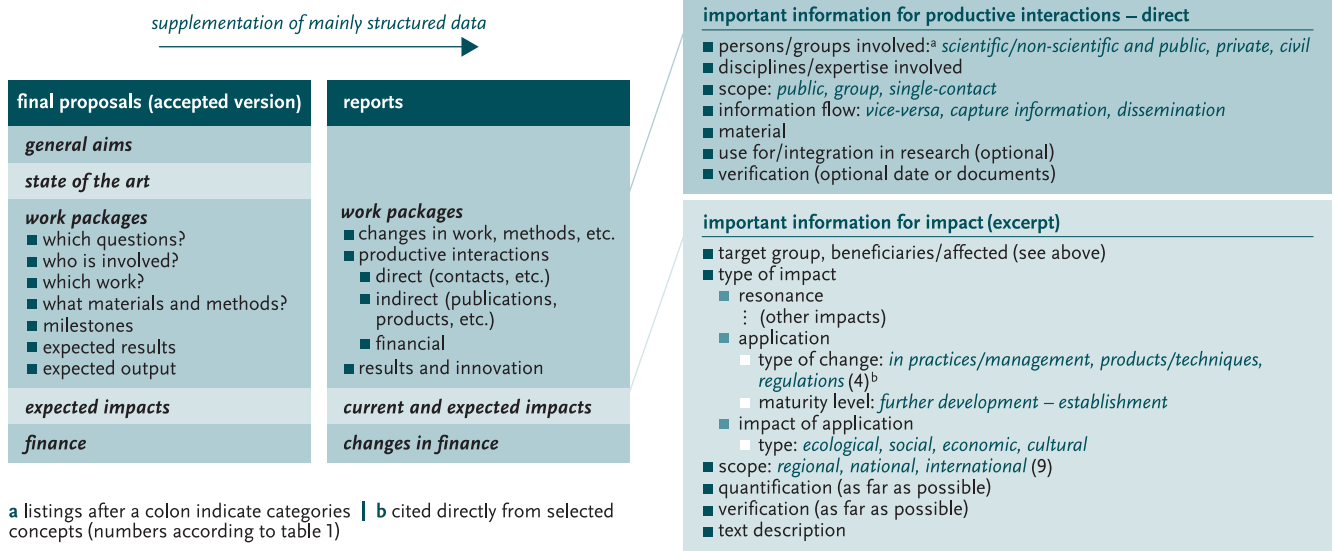 supplementation of mainly structured data
final proposals (accepted version)
general aims
state of the art
work packages
■ which questions?
■ who is involved?
■ which work?
■ what materials and methods?
■ milestones
■ expected results
■ expected output
expected impacts
finance
reports
work packages
■ changes in work, methods, etc.
■ productive interactions
■ direct (contacts, etc.)
■ indirect (publications,
products, etc.)
■ financial
■ results and innovation
current and expected impacts
changes in finance
a listings after a colon indicate categories | b cited directly from selected
concepts (numbers according to table 1)
important information for productive interactions – direct
■ persons/groups involved:ᵃ scientific/non-scientific and public, private, civil
■ disciplines/expertise involved
■ scope: public, group, single-contact
■ information flow: vice-versa, capture information, dissemination
■ material
■ use for/integration in research (optional)
■ verification (optional date or documents)
important information for impact (excerpt)
■ target group, beneficiaries/affected (see above)
■ type of impact
■ resonance
⋮ (other impacts)
■ application
■ type of change: in practices/management, products/techniques,
regulations (4)ᵇ
■ maturity level: further development – establishment
■ impact of application
■ type: ecological, social, economic, cultural
■ scope: regional, national, international (9)
■ quantification (as far as possible)
■ verification (as far as possible)
■ text description